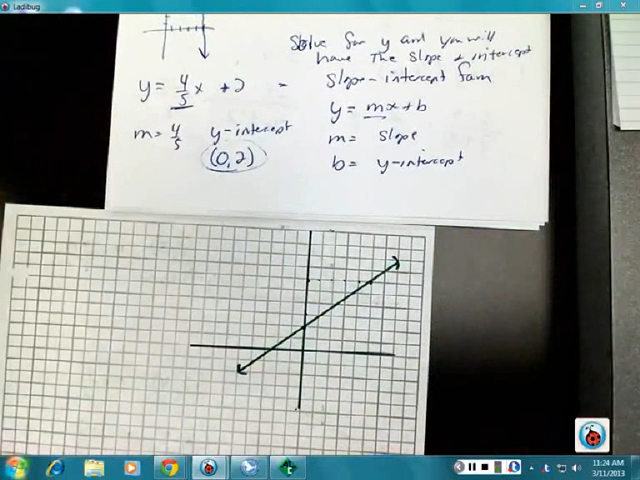 Ladibug
Solve for y and you will
have the slope & intercept
y = 4/5 x + 2 =
slope-intercept form
y = mx + b
m = 4/5 y-intercept
m = slope
(0,2)
b = y-intercept
11:24 AM
3/11/2013